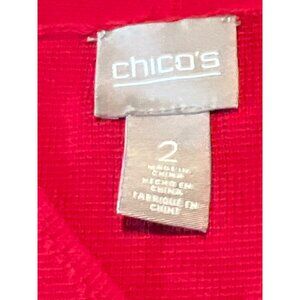 chico's
2
MADE IN
CHINA
HECHO EN
CHINA
FABRIQUÉ EN
CHINE